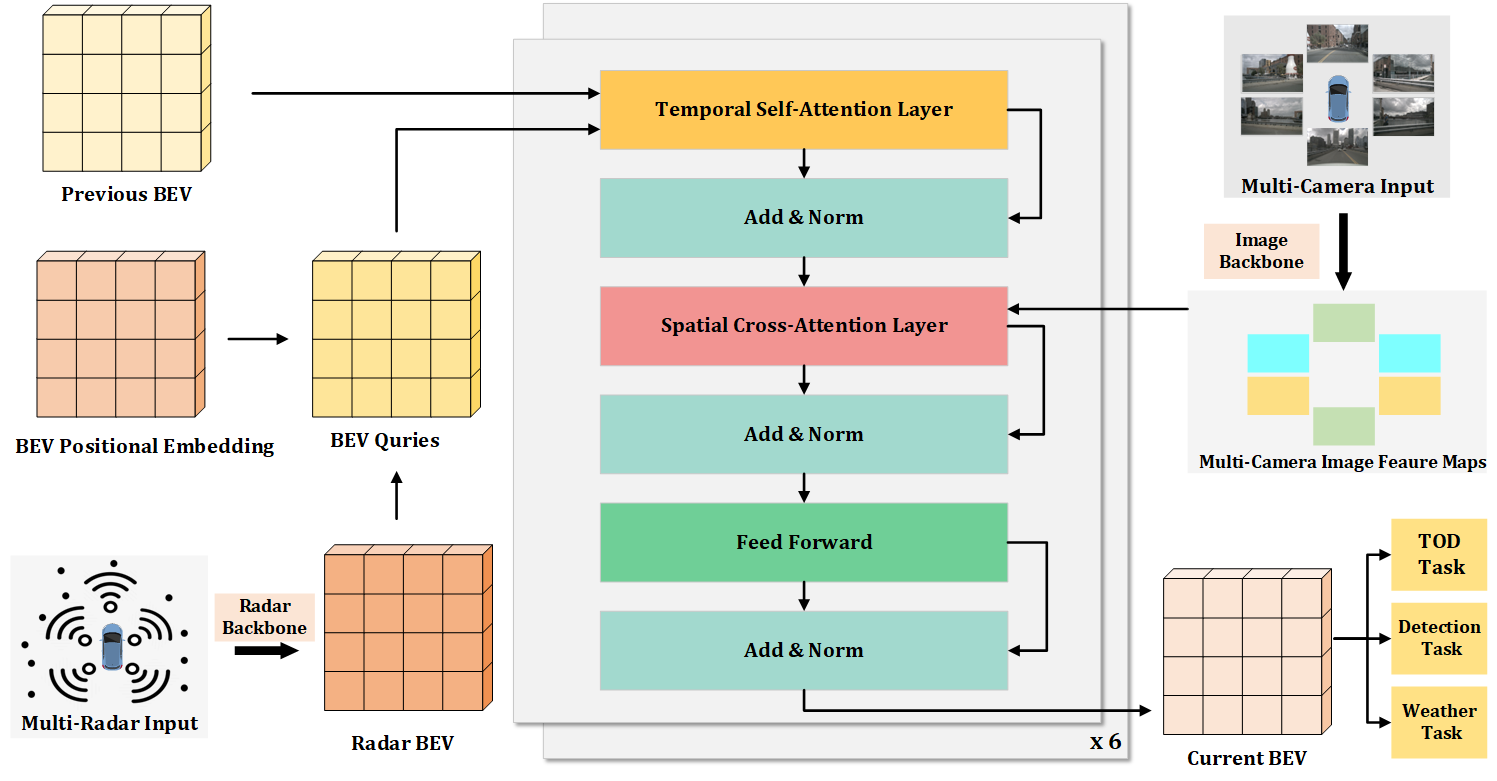 Previous BEV
BEV Positional Embedding
BEV Quries
Multi-Radar Input
Radar
Backbone
Radar BEV
Temporal Self-Attention Layer
Add & Norm
Spatial Cross-Attention Layer
Add & Norm
Feed Forward
Add & Norm
x 6
Multi-Camera Input
Image
Backbone
Multi-Camera Image Feaure Maps
Current BEV
TOD
Task
Detection
Task
Weather
Task